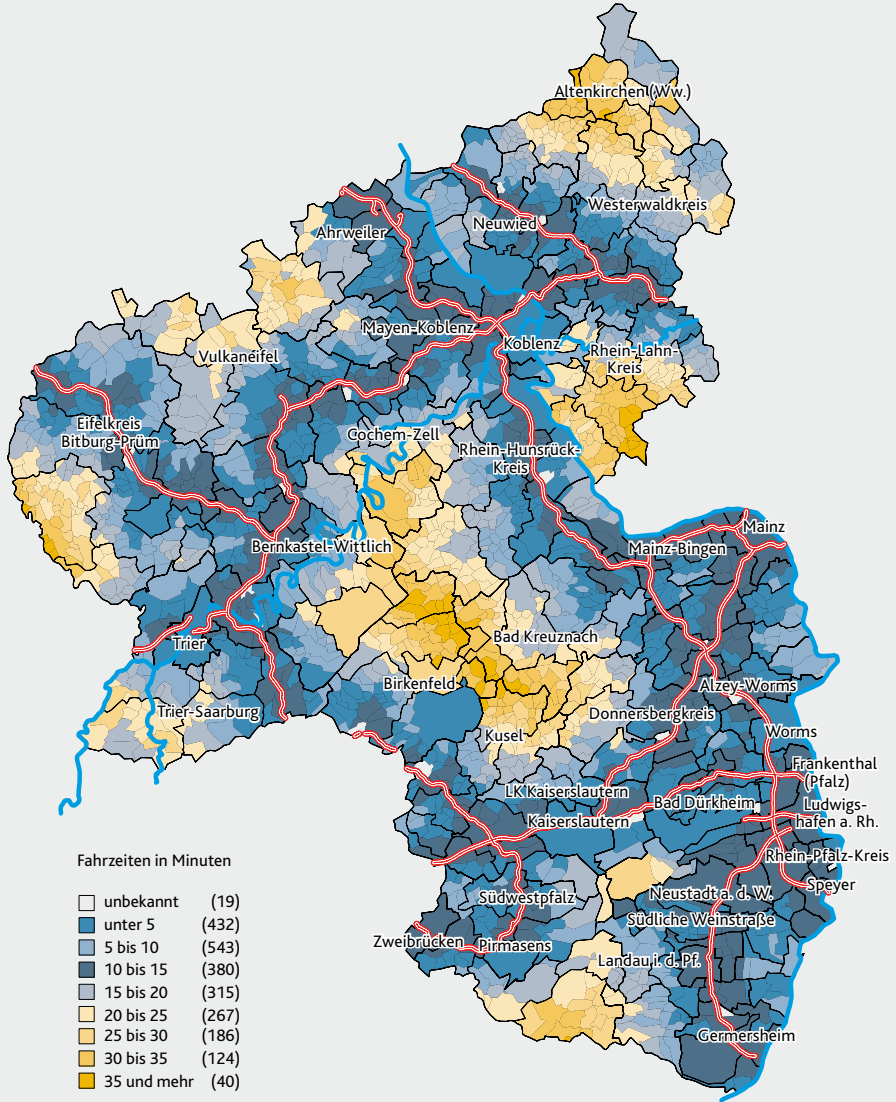 Altenkirchen (Ww.)
Westerwaldkreis
Neuwied
Ahrweiler
Mayen-Koblenz
Koblenz
Rhein-Lahn-
Kreis
Vulkaneifel
Eifelkreis
Bitburg-Prüm
Cochem-Zell
Rhein-Hunsrück-
Kreis
Mainz
Mainz-Bingen
Bernkastel-Wittlich
Bad Kreuznach
Trier
Birkenfeld
Alzey-Worms
Trier-Saarburg
Donnersbergkreis
Kusel
Worms
Frankenthal
(Pfalz)
LK Kaiserslautern
Bad Dürkheim
Ludwigs-
hafen a. Rh.
Kaiserslautern
Rhein-Pfalz-Kreis
Speyer
Neustadt a. d. W.
Südwestpfalz
Südliche Weinstraße
Zweibrücken
Pirmasens
Landau i. d. Pf.
Germersheim
Fahrzeiten in Minuten
unbekannt (19)
unter 5 (432)
5 bis 10 (543)
10 bis 15 (380)
15 bis 20 (315)
20 bis 25 (267)
25 bis 30 (186)
30 bis 35 (124)
35 und mehr (40)